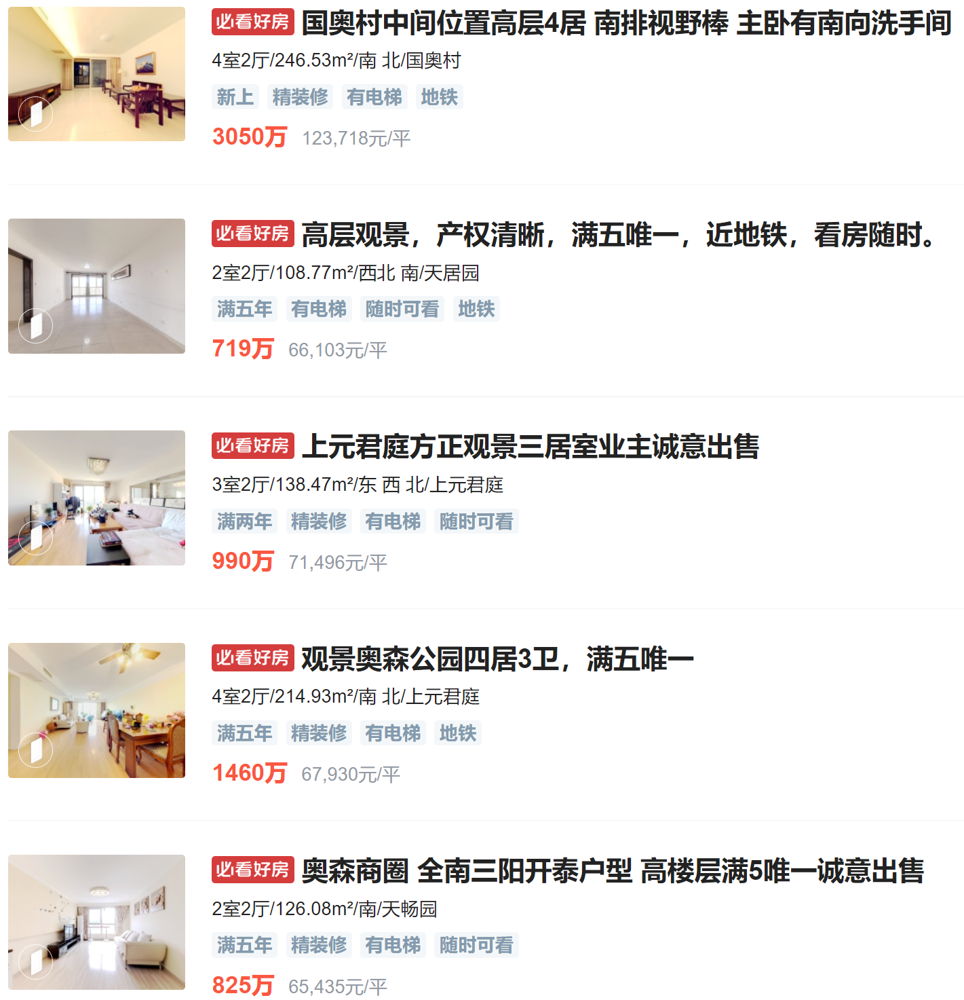 必看好房 国奥村中间位置高层4居 南排视野棒 主卧有南向洗手间
4室2厅/246.53m²/南 北/国奥村
新上 精装修 有电梯 地铁
3050万 123,718元/平
必看好房 高层观景，产权清晰，满五唯一，近地铁，看房随时。
2室2厅/108.77m²/西北 南/天居园
满五年 有电梯 随时可看 地铁
719万 66,103元/平
必看好房 上元君庭方正观景三居室业主诚意出售
3室2厅/138.47m²/东 西 北/上元君庭
满两年 精装修 有电梯 随时可看
990万 71,496元/平
必看好房 观景奥森公园四居3卫，满五唯一
4室2厅/214.93m²/南 北/上元君庭
满五年 精装修 有电梯 地铁
1460万 67,930元/平
必看好房 奥森商圈 全南三阳开泰户型 高楼层满5唯一诚意出售
2室2厅/126.08m²/南/天畅园
满五年 精装修 有电梯 随时可看
825万 65,435元/平